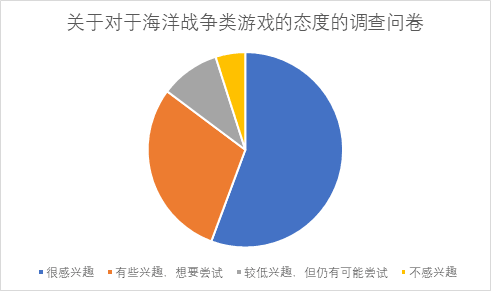 关于对于海洋战争类游戏的态度的调查问卷
很感兴趣 有些兴趣、想要尝试 较低兴趣、但仍有可能尝试 不感兴趣